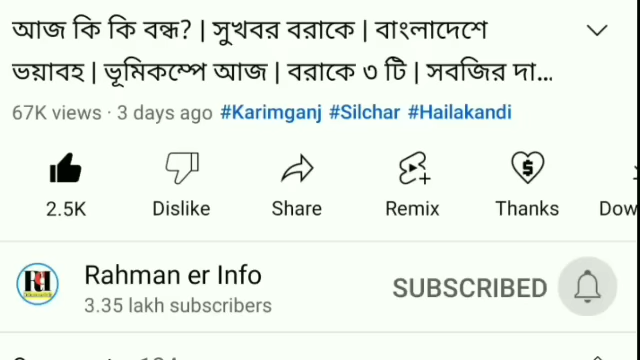 আজ কি কি বন্ধ? | সুখবর বরাকে | বাংলাদেশে
ভয়াবহ | ভূমিকম্পে আজ | বরাকে ৩ টি | সবজির দা...
67K views · 3 days ago #Karimganj #Silchar #Hailakandi
2.5K Dislike Share Remix Thanks Dow
Rahman er Info
SUBSCRIBED
3.35 lakh subscribers